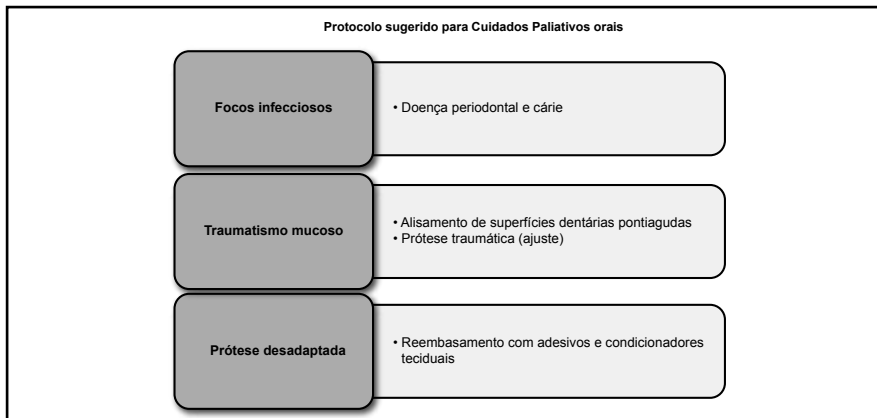 Protocolo sugerido para Cuidados Paliativos orais
Focos infecciosos
• Doença periodontal e cárie
Traumatismo mucoso
• Alisamento de superfícies dentárias pontiagudas
• Prótese traumática (ajuste)
Prótese desadaptada
• Reembasamento com adesivos e condicionadores
teciduais